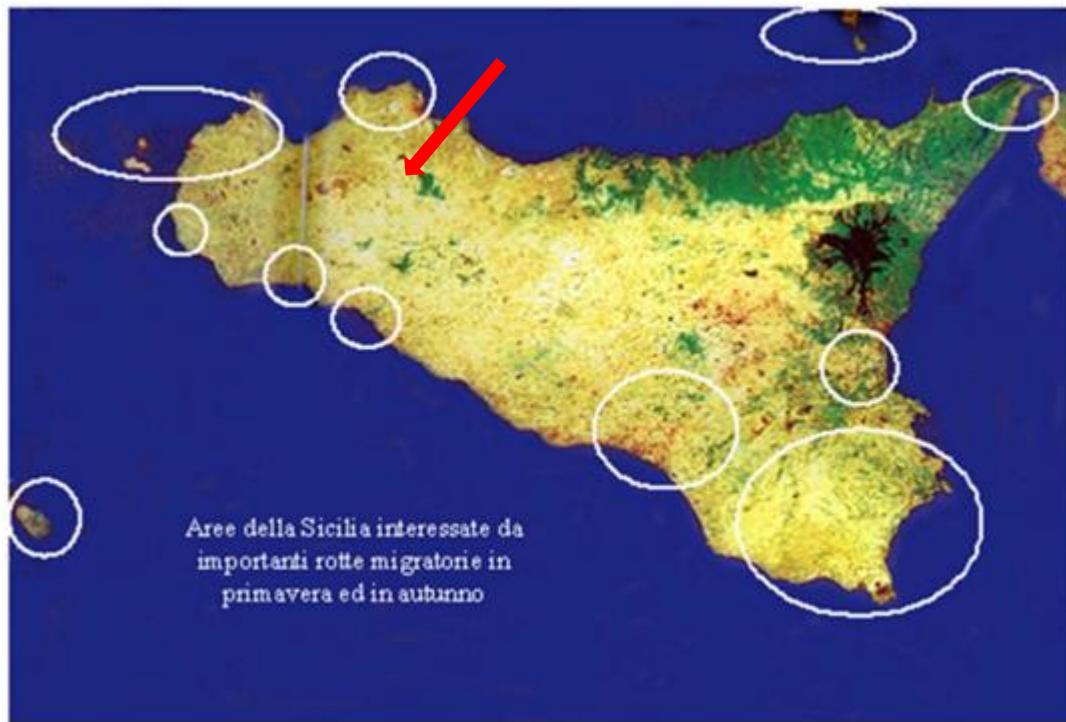 Aree della Sicilia interessate da
importanti rotte migratorie in
primavera ed in autunno